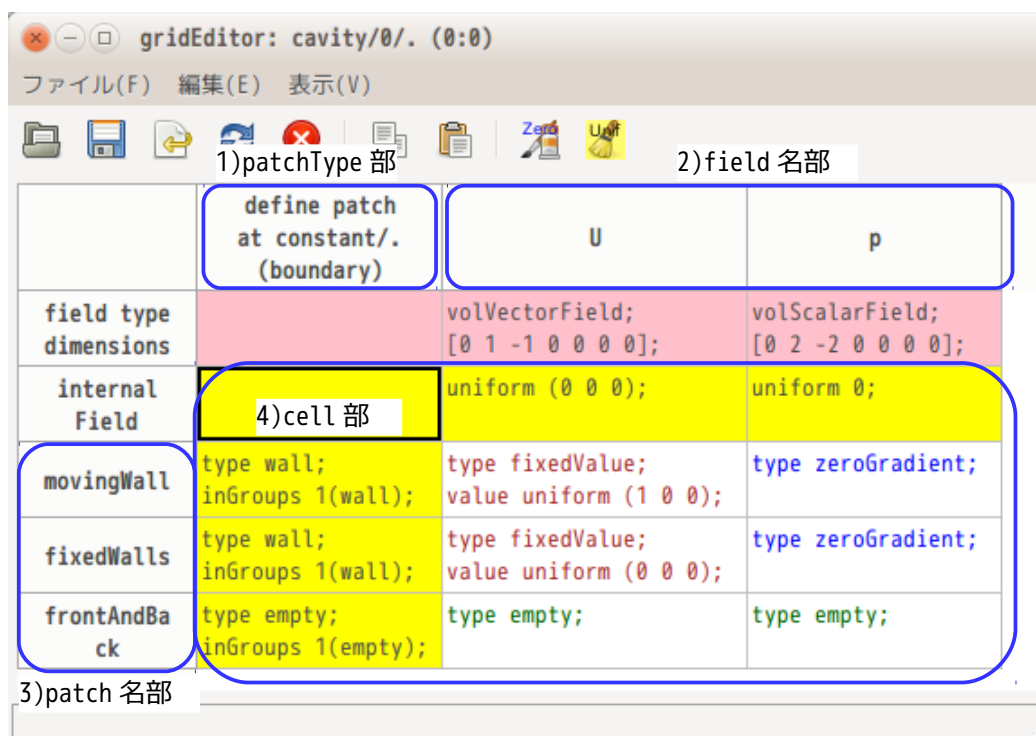 gridEditor: cavity/0/. (0:0)
ファイル(F) 編集(E) 表示(V)
Zero Unif
1)patchType 部 2)field 名部
define patch
at constant/.
(boundary)
U
p
field type
dimensions
volVectorField;
[0 1 -1 0 0 0 0];
volScalarField;
[0 2 -2 0 0 0 0];
internal
Field
4)cell 部
uniform (0 0 0);
uniform 0;
movingWall
type wall;
inGroups 1(wall);
type fixedValue;
value uniform (1 0 0);
type zeroGradient;
fixedWalls
type wall;
inGroups 1(wall);
type fixedValue;
value uniform (0 0 0);
type zeroGradient;
frontAndBa
ck
type empty;
inGroups 1(empty);
type empty;
type empty;
3)patch 名部